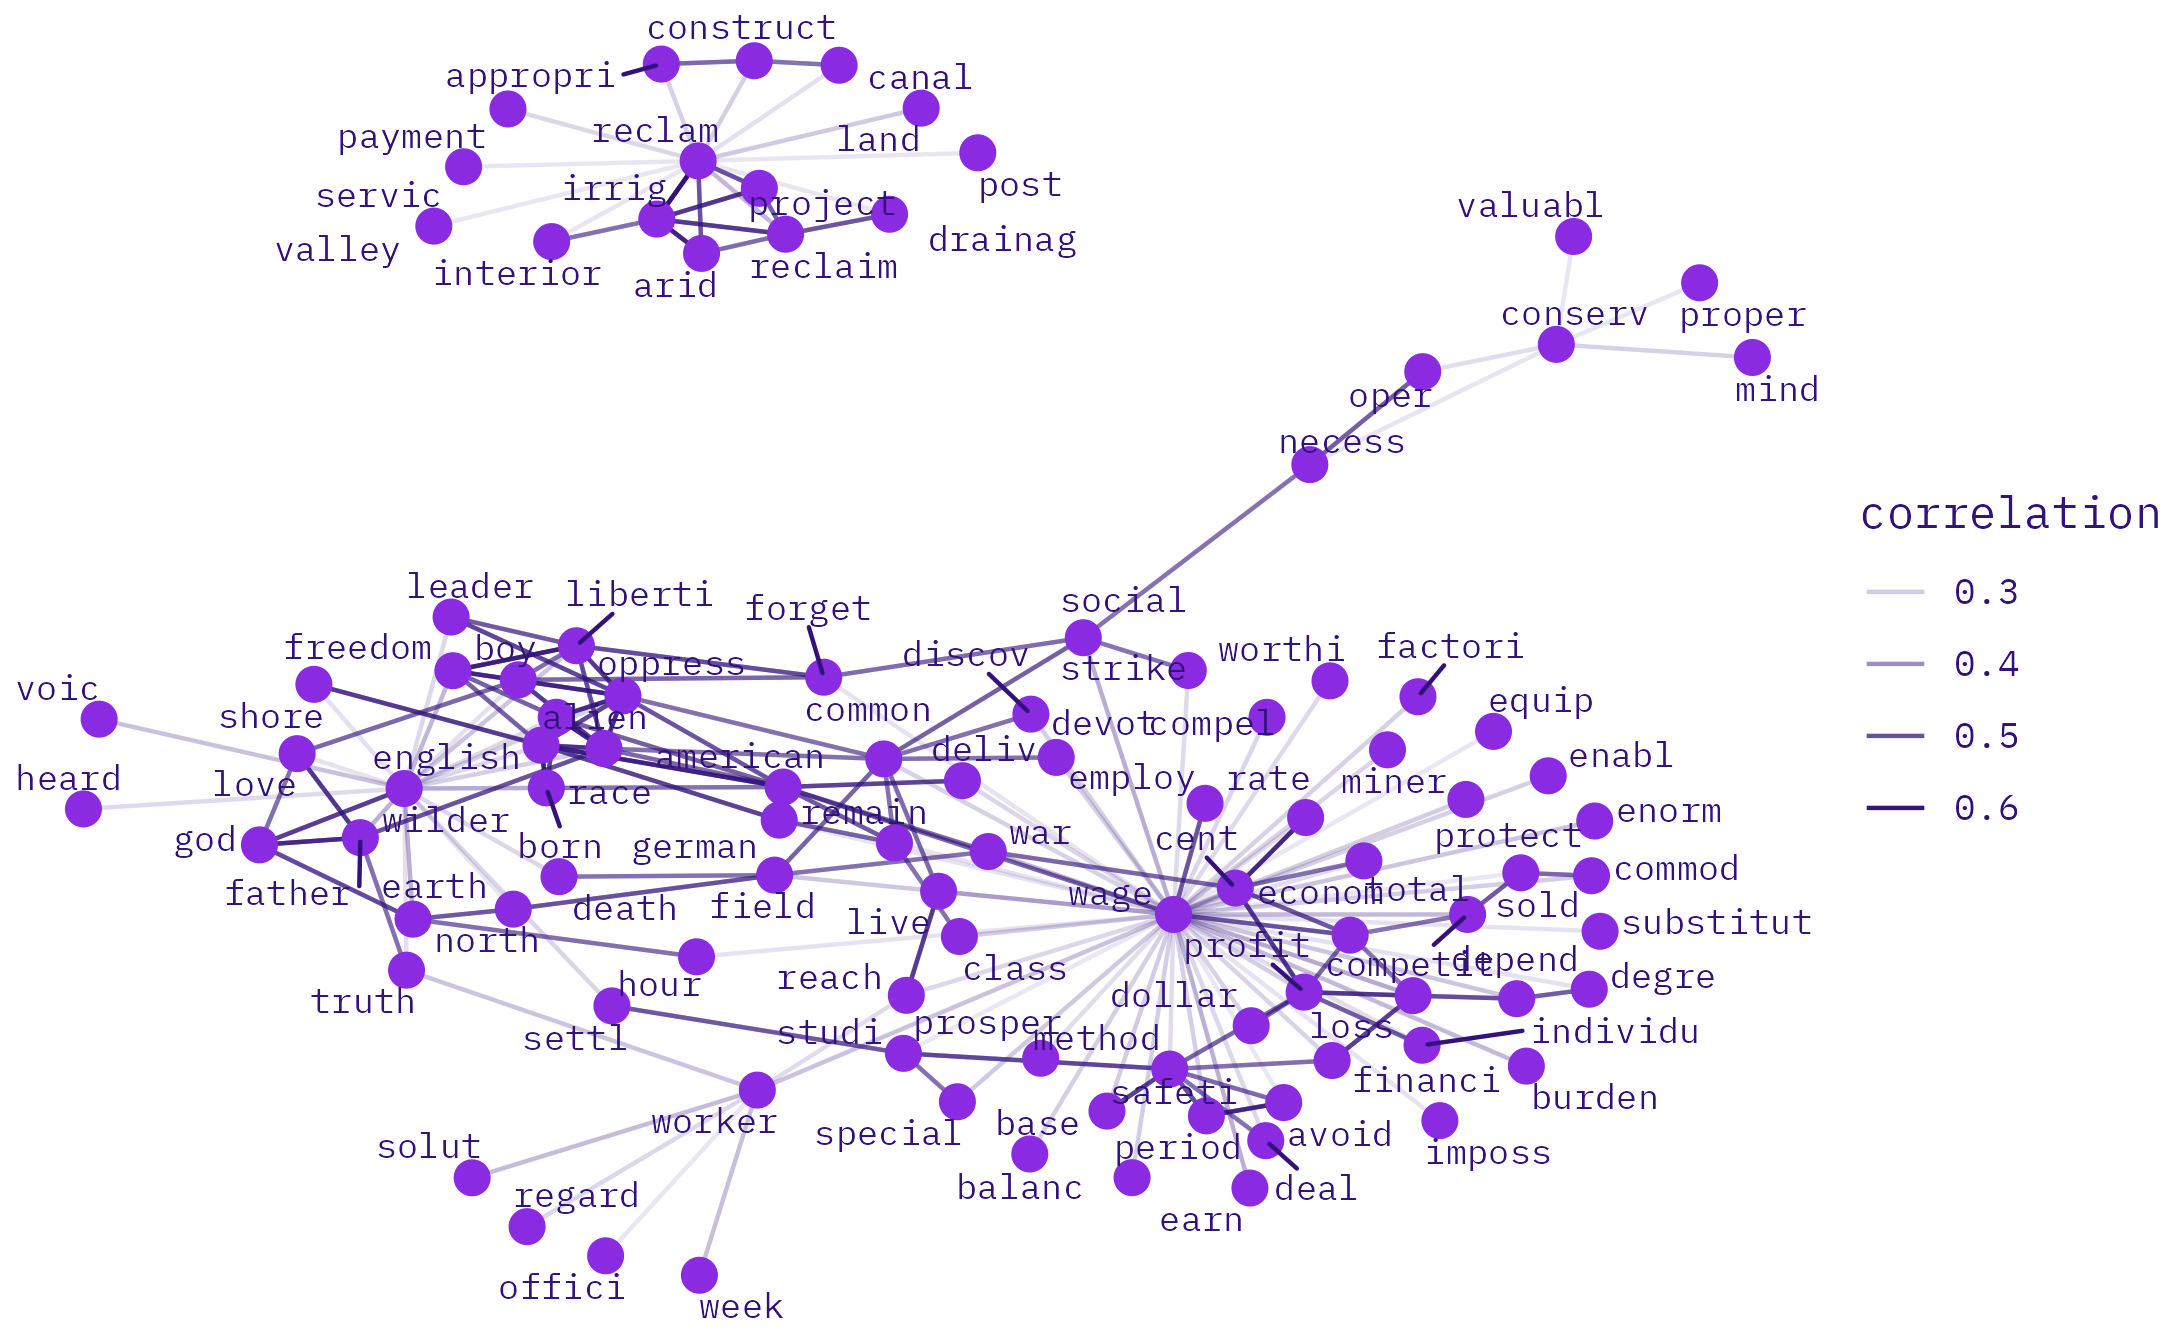 construct
appropri
canal
payment
reclam
land
servic
irrig
post
project
valley
interior
arid
reclaim
drainag
valuabl
conserv
proper
oper
mind
necess
correlation
0.3
0.4
0.5
0.6
leader
liberti
forget
social
freedom
boy
oppress
discov
strike
worthi
factori
voic
shore
alien
common
devot
compel
equip
english
american
deliv
enabl
heard
love
race
employ
rate
miner
wilder
remain
enorm
god
born
german
war
cent
protect
father
earth
death
field
wage
econom
total
commod
north
live
sold
substitut
truth
hour
reach
class
profit
competit
depend
degre
settl
studi
prosper
method
dollar
loss
individu
worker
special
base
safeti
financi
burden
solut
period
avoid
imposs
regard
balanc
deal
earn
offici
week